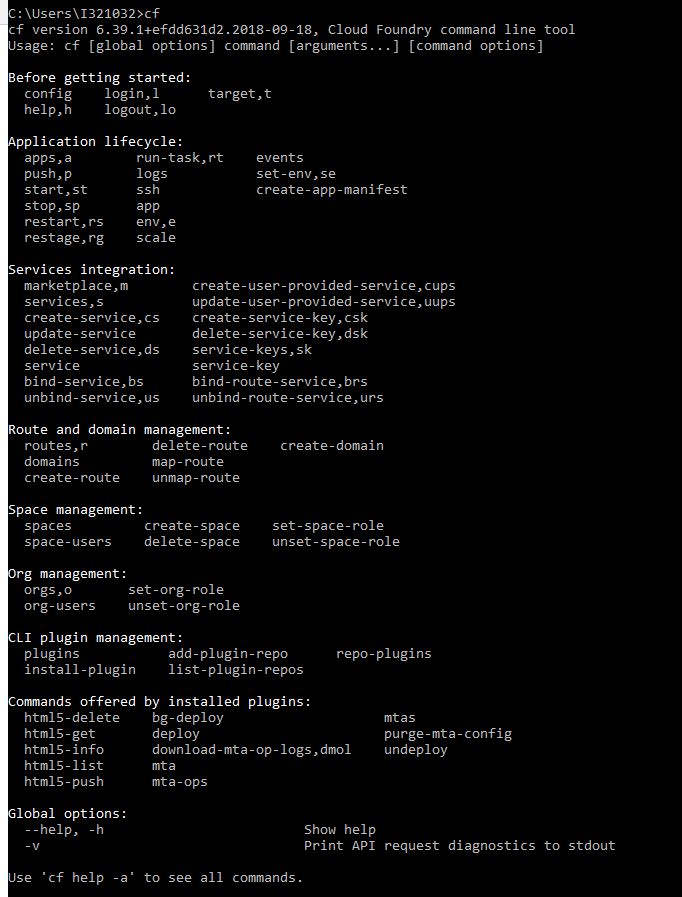 C:\Users\I321032>cf
cf version 6.39.1+efdd631d2.2018-09-18, Cloud Foundry command line tool
Usage: cf [global options] command [arguments...] [command options]
Before getting started:
config login,l target,t
help,h logout,lo
Application lifecycle:
apps,a run-task,rt events
push,p logs set-env,se
start,st ssh create-app-manifest
stop,sp app
restart,rs env,e
restage,rg scale
Services integration:
marketplace,m create-user-provided-service,cups
services,s update-user-provided-service,uups
create-service,cs create-service-key,csk
update-service delete-service-key,dsk
delete-service,ds service-keys,sk
service service-key
bind-service,bs bind-route-service,brs
unbind-service,us unbind-route-service,urs
Route and domain management:
routes,r delete-route create-domain
domains map-route
create-route unmap-route
Space management:
spaces create-space set-space-role
space-users delete-space unset-space-role
Org management:
orgs,o set-org-role
org-users unset-org-role
CLI plugin management:
plugins add-plugin-repo repo-plugins
install-plugin list-plugin-repos
Commands offered by installed plugins:
html5-delete bg-deploy mtas
html5-get deploy purge-mta-config
html5-info download-mta-op-logs,dmol undeploy
html5-list mta
html5-push mta-ops
Global options:
--help, -h Show help
-v Print API request diagnostics to stdout
Use 'cf help -a' to see all commands.